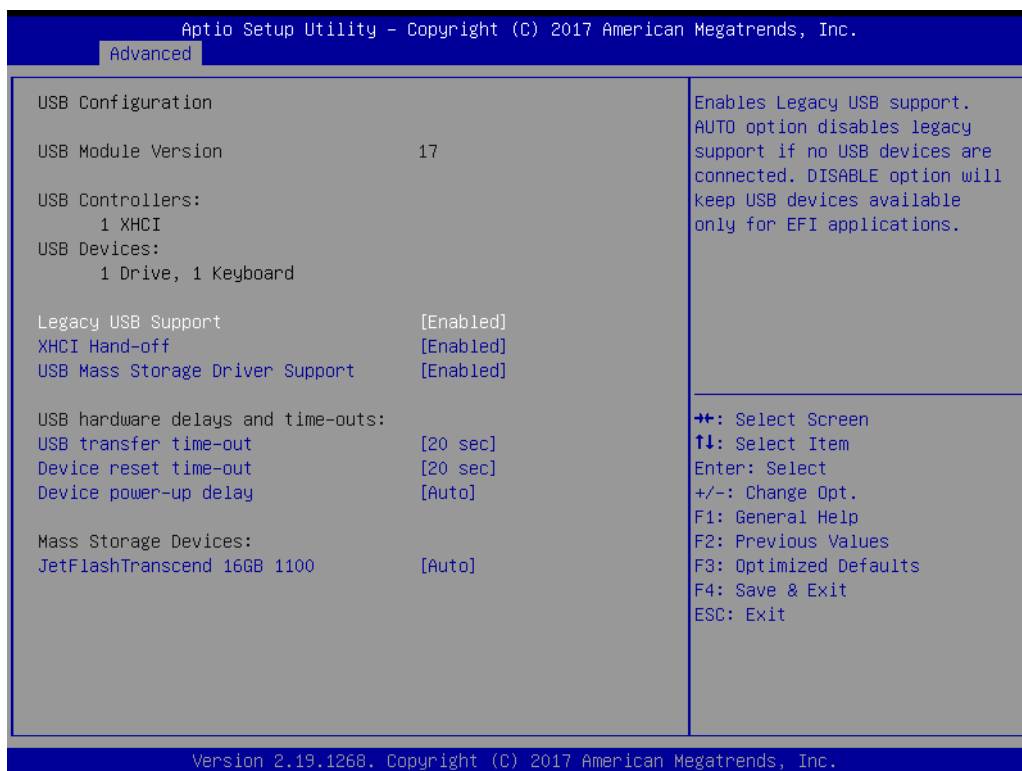 Aptio Setup Utility – Copyright (C) 2017 American Megatrends, Inc.
Advanced
USB Configuration
USB Module Version 17
USB Controllers:
1 XHCI
USB Devices:
1 Drive, 1 Keyboard
Legacy USB Support [Enabled]
XHCI Hand-off [Enabled]
USB Mass Storage Driver Support [Enabled]
USB hardware delays and time-outs:
USB transfer time-out [20 sec]
Device reset time-out [20 sec]
Device power-up delay [Auto]
Mass Storage Devices:
JetFlashTranscend 16GB 1100 [Auto]
Enables Legacy USB support.
AUTO option disables legacy
support if no USB devices are
connected. DISABLE option will
keep USB devices available
only for EFI applications.
→←: Select Screen
↑↓: Select Item
Enter: Select
+/-: Change Opt.
F1: General Help
F2: Previous Values
F3: Optimized Defaults
F4: Save & Exit
ESC: Exit
Version 2.19.1268. Copyright (C) 2017 American Megatrends, Inc.